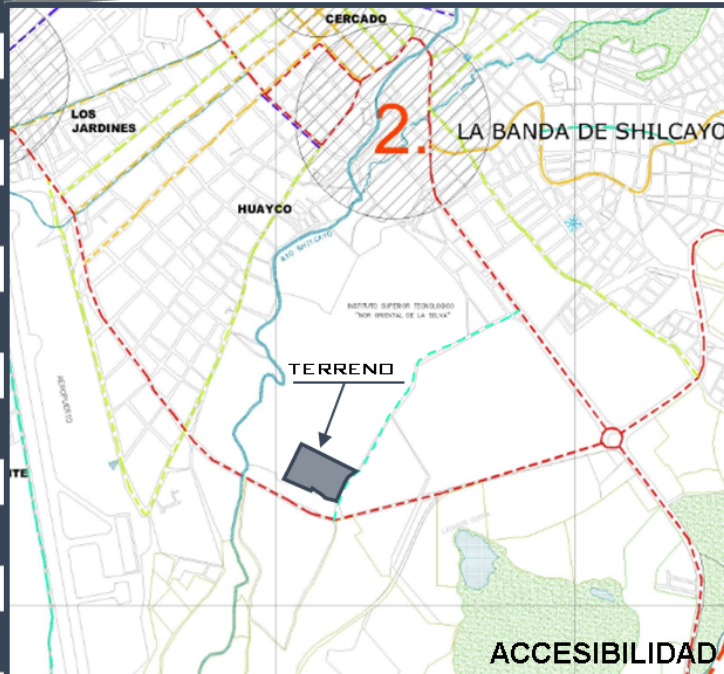 CERCADO
LOS
JARDINES
2.
LA BANDA DE SHILCAYO
HUAYCO
RIO SHILCAYO
INSTITUTO SUPERIOR TECNOLOGICO
"NOR ORIENTAL DE LA SELVA"
TERRENO
AEROPUERTO
ACCESIBILIDAD